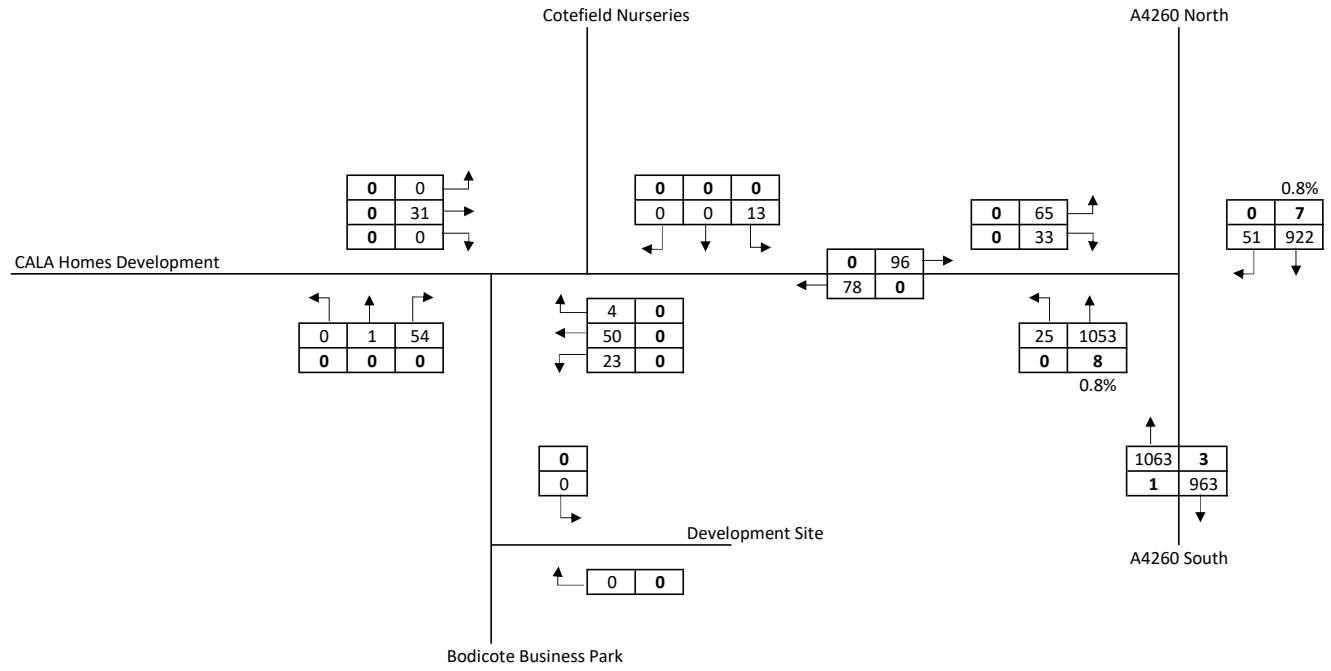 Cotefield Nurseries A4260 North
0.8%
0 0 0 0 0 0 65 0 7
0 31 0 0 13 0 33 51 922
0 0
CALA Homes Development 0 96
78 0
0 1 54 4 0 25 1053
0 0 0 50 0 0 8
23 0 0.8%
0 1063 3
0 1 963
Development Site
A4260 South
0 0
Bodicote Business Park